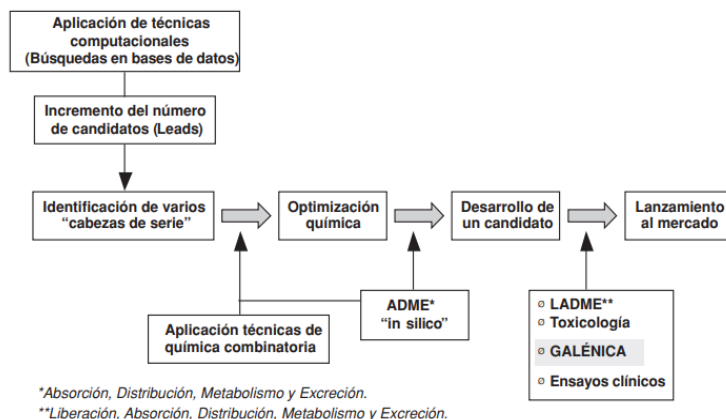 Aplicación de técnicas
computacionales
(Búsquedas en bases de datos)
Incremento del número
de candidatos (Leads)
Identificación de varios
“cabezas de serie”
Optimización
química
Desarrollo de
un candidato
Lanzamiento
al mercado
Aplicación técnicas de
química combinatoria
ADME*
“in silico”
Ø LADME**
Ø Toxicología
Ø GALÉNICA
Ø Ensayos clínicos
*Absorción, Distribución, Metabolismo y Excreción.
**Liberación, Absorción, Distribución, Metabolismo y Excreción.